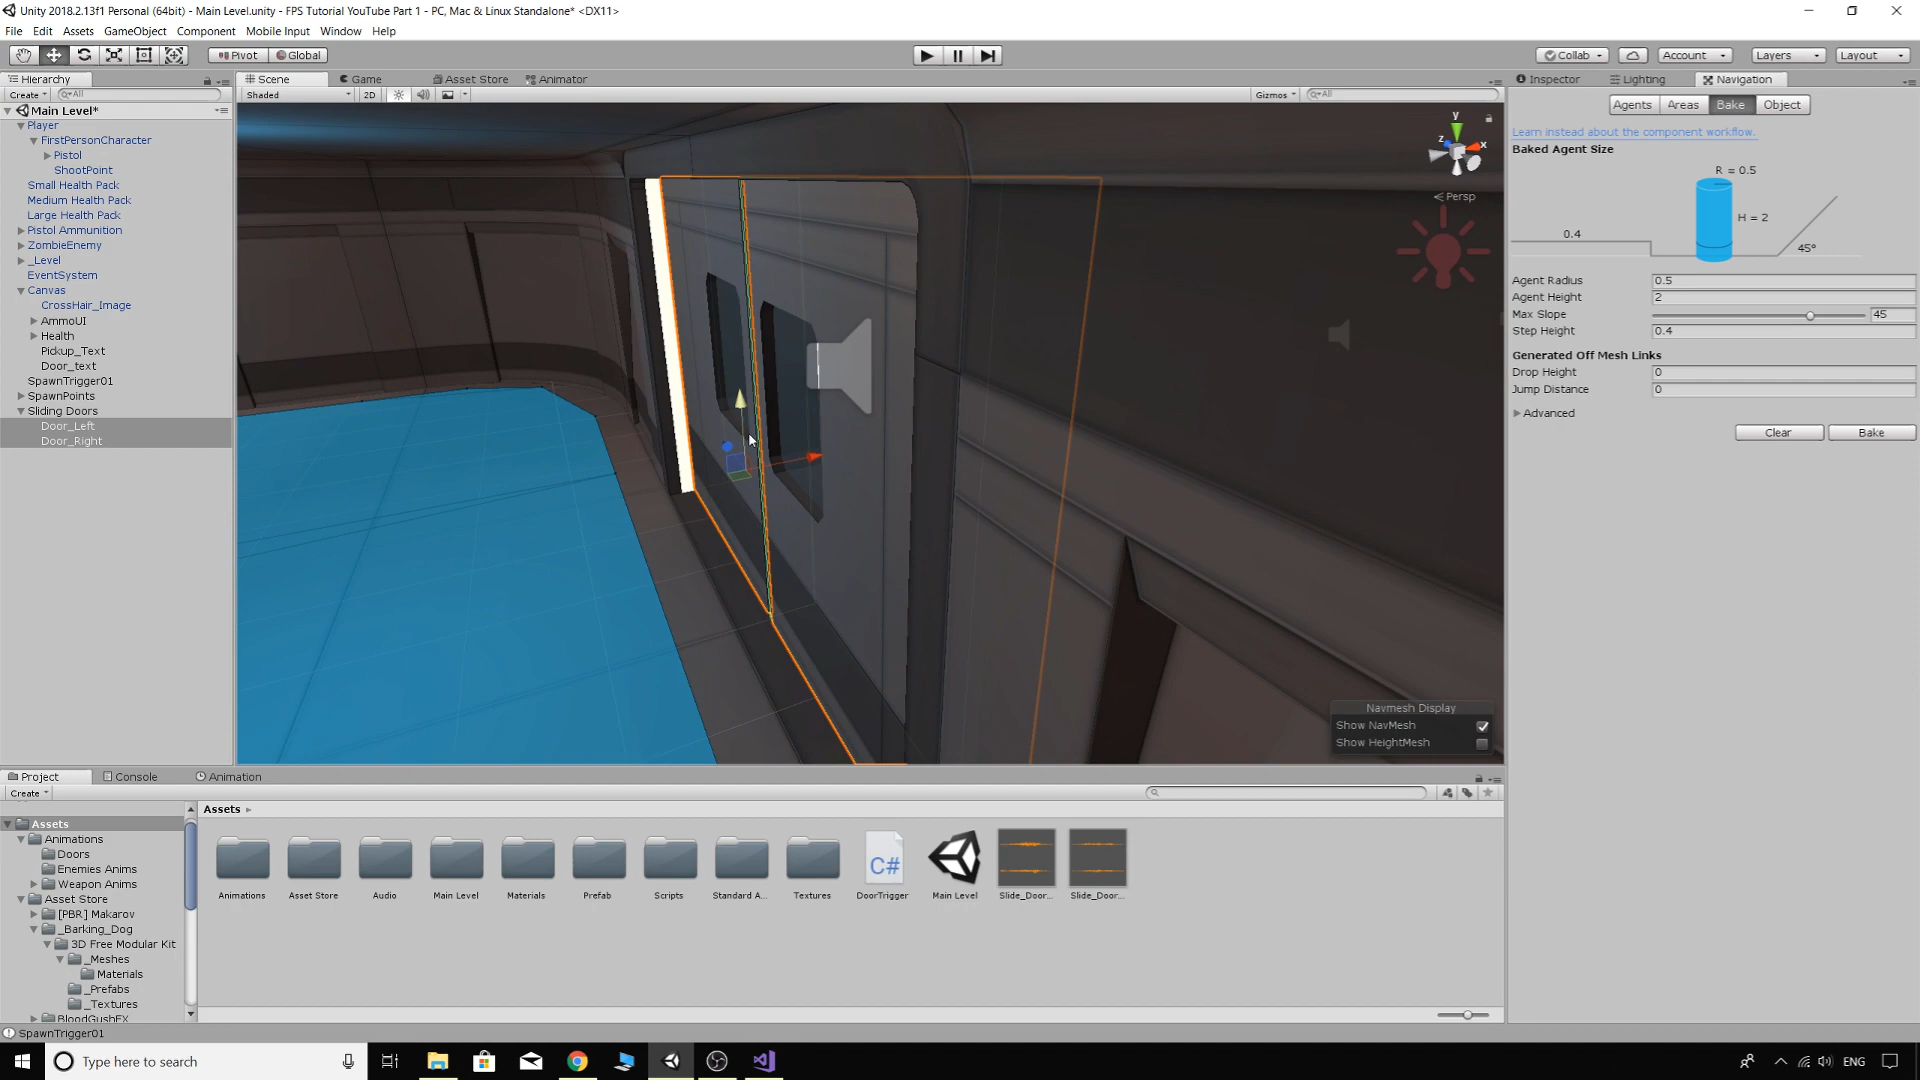 Unity 2018.2.13f1 Personal (64bit) - Main Level.unity - FPS Tutorial YouTube Part 1 - PC, Mac & Linux Standalone* <DX11>
File Edit Assets GameObject Component Mobile Input Window Help
Pivot Global Collab Account Layers Layout
Hierarchy Scene Game Asset Store Animator Inspector Lighting Navigation
Create All Shaded 2D Gizmos All
Agents Areas Bake Object
Main Level*
Player
FirstPersonCharacter
Pistol
ShootPoint
Small Health Pack
Medium Health Pack
Large Health Pack
Pistol Ammunition
ZombieEnemy
_Level
EventSystem
Canvas
CrossHair_Image
AmmoUI
Health
Pickup_Text
Door_text
SpawnTrigger01
SpawnPoints
Sliding Doors
Door_Left
Door_Right
y
z x
Persp
Navmesh Display
Show NavMesh
Show HeightMesh
Learn instead about the component workflow.
Baked Agent Size
R = 0.5
H = 2
0.4
45°
Agent Radius 0.5
Agent Height 2
Max Slope 45
Step Height 0.4
Generated Off Mesh Links
Drop Height 0
Jump Distance 0
Advanced
Clear Bake
Project Console Animation
Create
Assets
Animations
Doors
Enemies Anims
Weapon Anims
Asset Store
[PBR] Makarov
_Barking_Dog
3D Free Modular Kit
_Meshes
Materials
_Prefabs
_Textures
BloodGushFX
Assets
C#
Animations Asset Store Audio Main Level Materials Prefab Scripts Standard A... Textures DoorTrigger Main Level Slide_Door... Slide_Door...
SpawnTrigger01
Type here to search
ENG